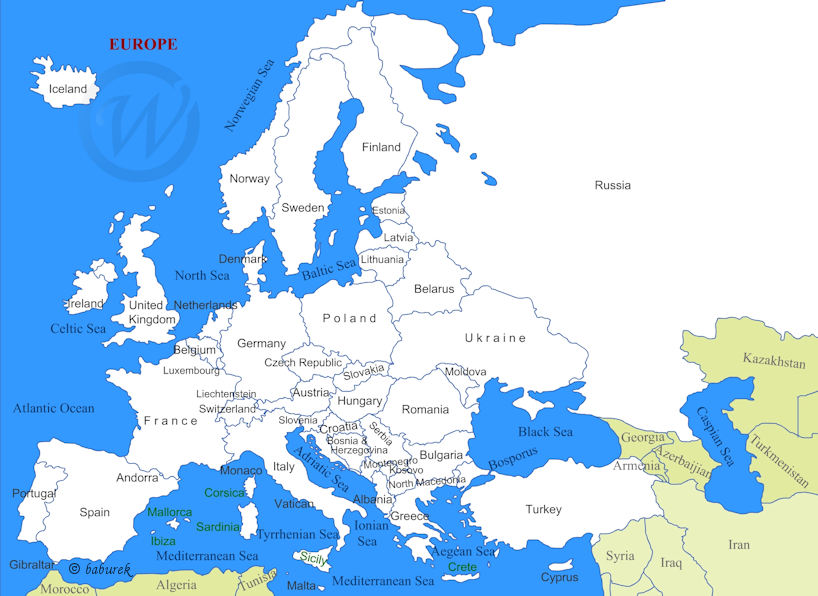 EUROPE
Iceland
W
Norwegian Sea
Finland
Norway
Russia
Sweden
Estonia
Latvia
Denmark
Lithuania
North Sea
Baltic Sea
Belarus
Ireland
United
Kingdom
Netherlands
Celtic Sea
Poland
Ukraine
Germany
Belgium
Kazakhstan
Czech Republic
Luxembourg
Slovakia
Moldova
Liechtenstein
Austria
Hungary
Atlantic Ocean
Switzerland
Romania
France
Slovenia
Croatia
Serbia
Black Sea
Caspian Sea
Georgia
Bosnia &
Herzegovina
Bulgaria
Bosporus
Azerbaijian
Turkmenistan
Adriatic Sea
Montenegro
Kosovo
Armenia
Monaco
Italy
Andorra
North Macedonia
Portugal
Corsica
Albania
Vatican
Spain
Mallorca
Greece
Turkey
Sardinia
Ionian
Sea
Tyrrhenian Sea
Ibiza
Iran
Aegean Sea
Mediterranean Sea
Sicily
Syria
Iraq
Gibraltar
© baburek
Crete
Cyprus
Mediterranean Sea
Malta
Morocco
Algeria
Tunisia